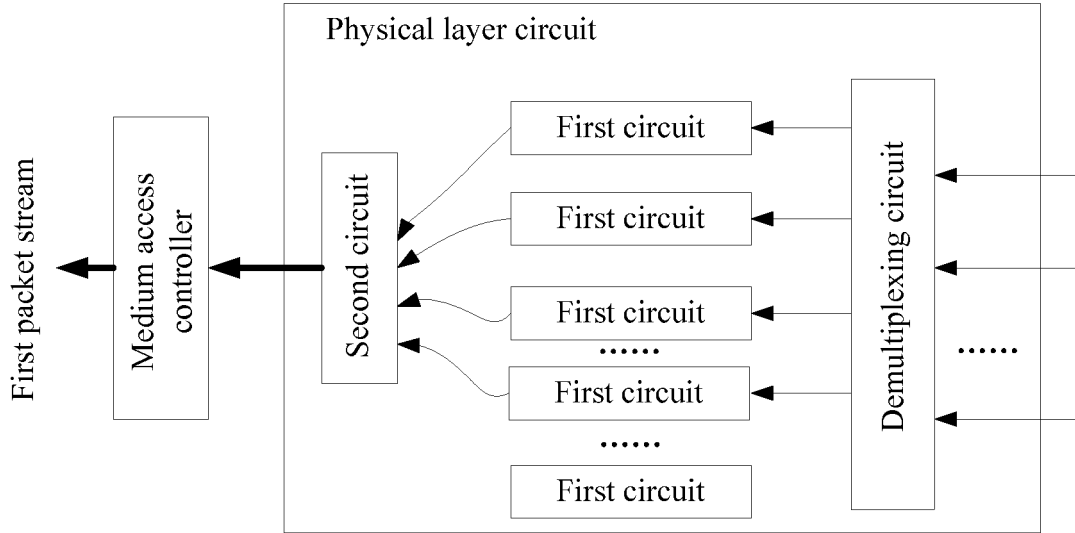 Physical layer circuit
First packet stream
Medium access
controller
Second circuit
First circuit
First circuit
First circuit
······
First circuit
······
First circuit
Demultiplexing circuit
······